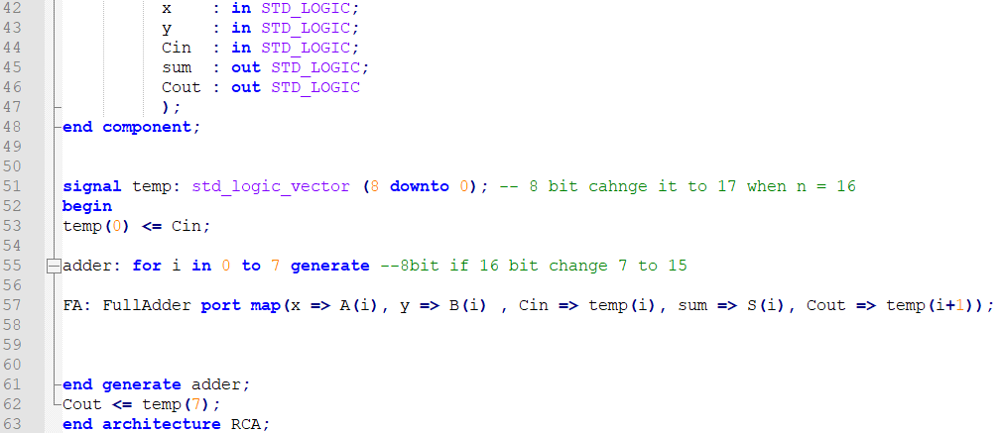 42 x : in STD_LOGIC;
43 y : in STD_LOGIC;
44 Cin : in STD_LOGIC;
45 sum : out STD_LOGIC;
46 Cout : out STD_LOGIC
47 );
48 end component;
49
50
51 signal temp: std_logic_vector (8 downto 0); -- 8 bit cahnge it to 17 when n = 16
52 begin
53 temp(0) <= Cin;
54
55 adder: for i in 0 to 7 generate --8bit if 16 bit change 7 to 15
56
57 FA: FullAdder port map(x => A(i), y => B(i) , Cin => temp(i), sum => S(i), Cout => temp(i+1));
58
59
60
61 end generate adder;
62 Cout <= temp(7);
63 end architecture RCA;